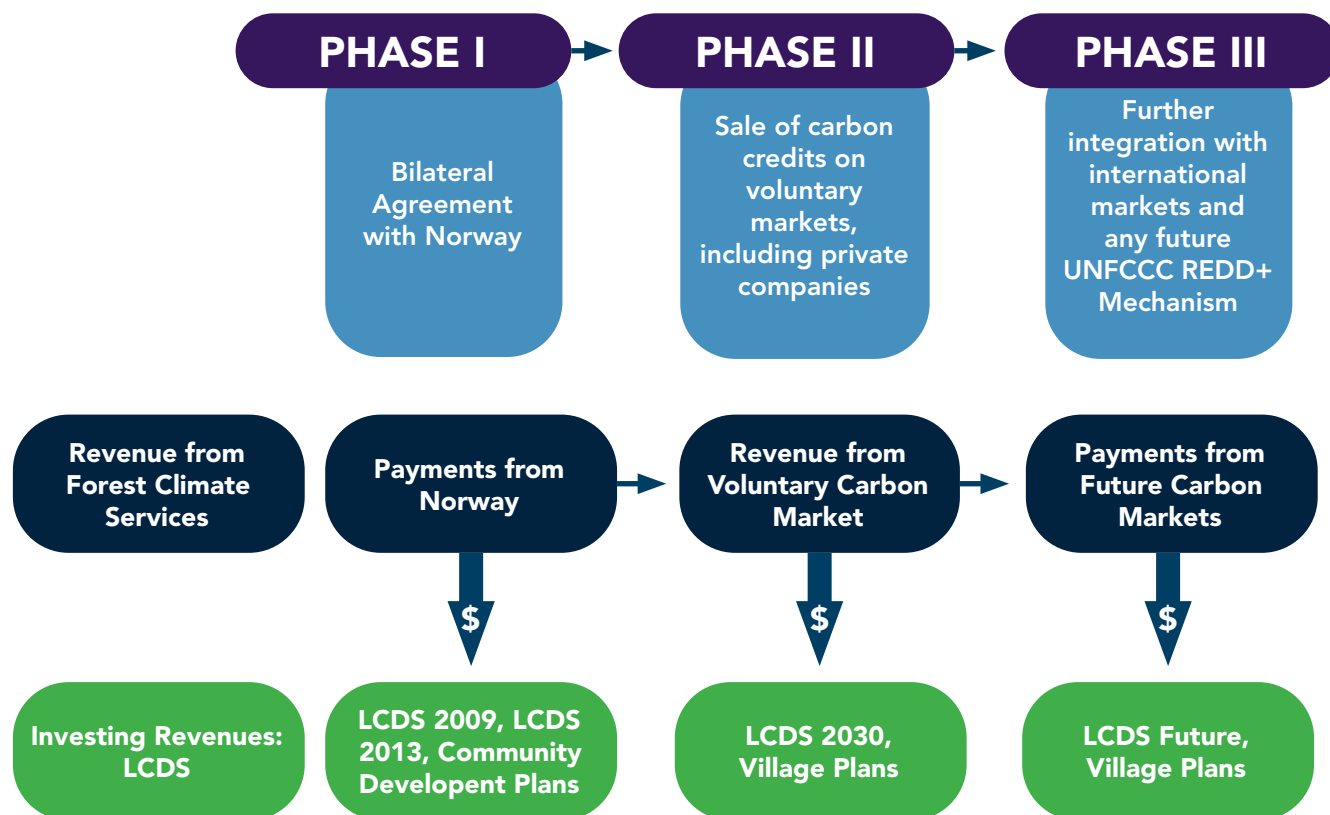 PHASE I
PHASE II
PHASE III
Bilateral
Agreement
with Norway
Sale of carbon
credits on
voluntary
markets,
including private
companies
Further
integration with
international
markets and
any future
UNFCCC REDD+
Mechanism
Revenue from
Forest Climate
Services
Payments from
Norway
Revenue from
Voluntary Carbon
Market
Payments from
Future Carbon
Markets
$
$
$
Investing Revenues:
LCDS
LCDS 2009, LCDS
2013, Community
Developent Plans
LCDS 2030,
Village Plans
LCDS Future,
Village Plans